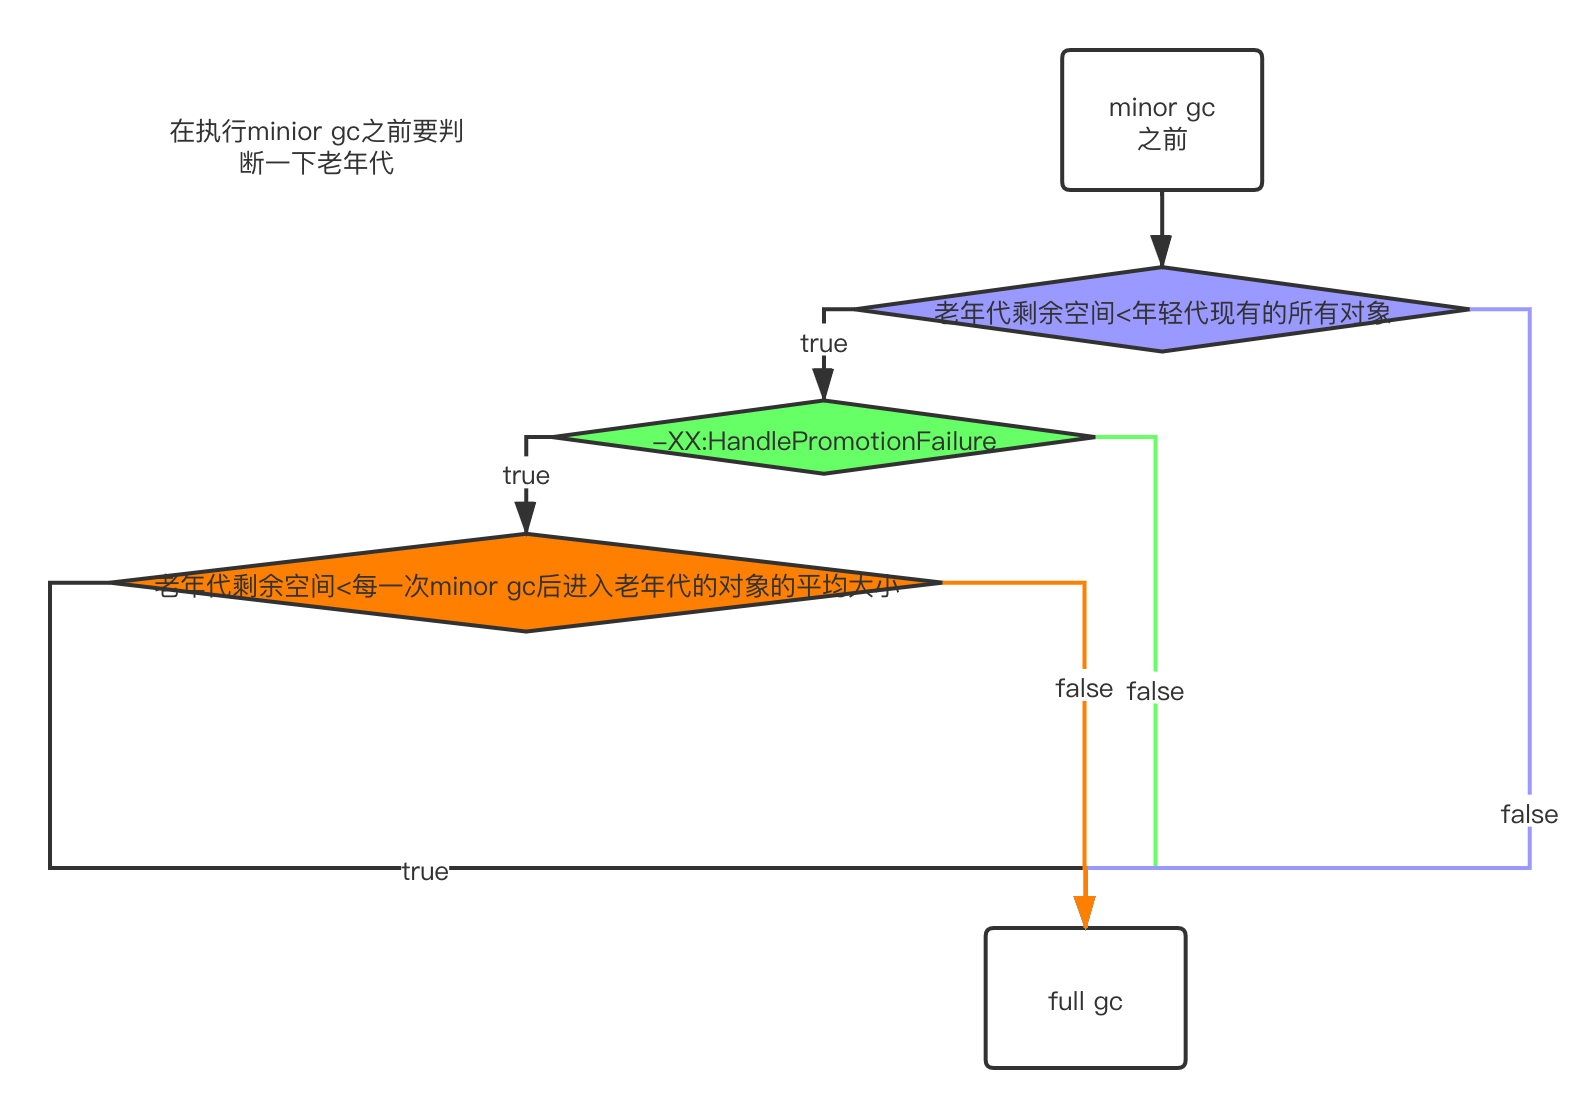 在执行minior gc之前要判
断一下老年代
minor gc
之前
老年代剩余空间<年轻代现有的所有对象
true
-XX:HandlePromotionFailure
true
老年代剩余空间<每一次minor gc后进入老年代的对象的平均大小
false
false
false
true
full gc